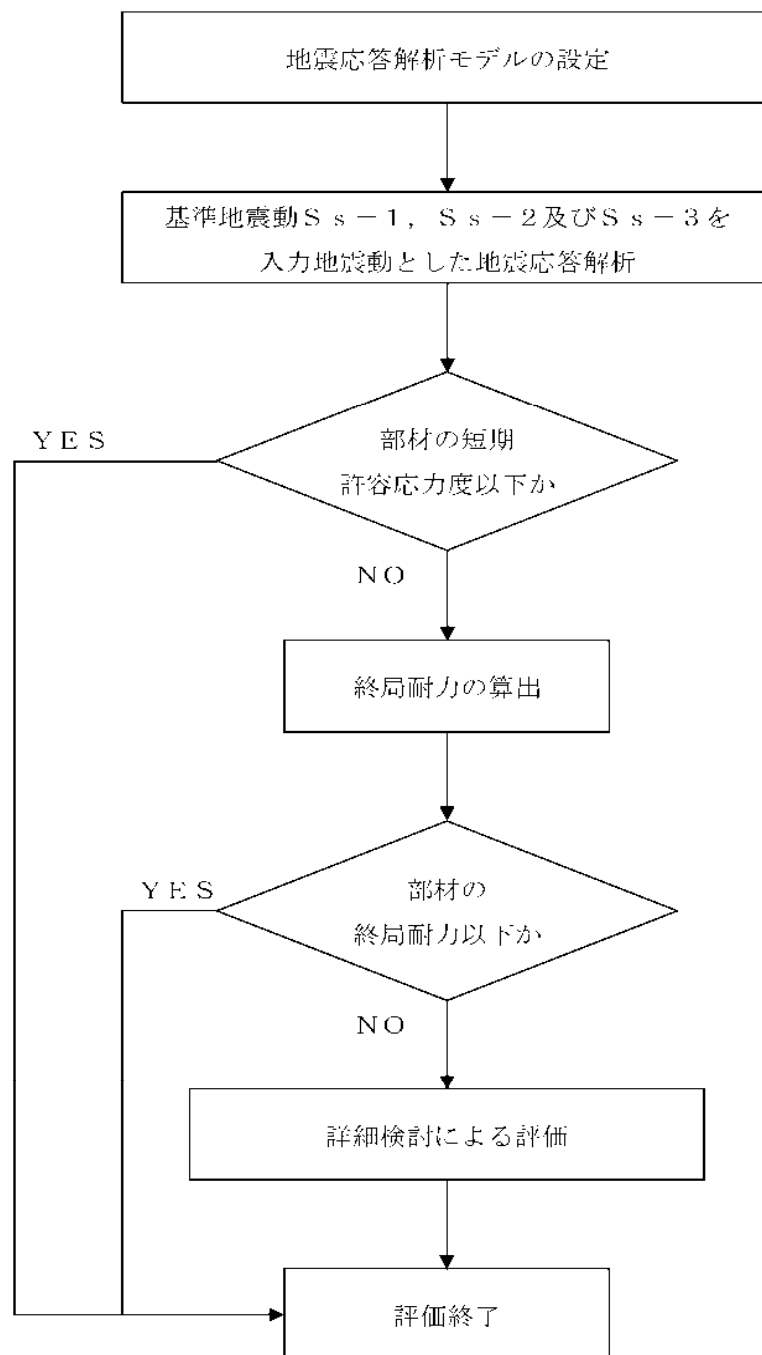 地震応答解析モデルの設定
基準地震動Ｓｓ－１，Ｓｓ－２及びＳｓ－３を
入力地震動とした地震応答解析
ＹＥＳ
部材の短期
許容応力度以下か
ＮＯ
終局耐力の算出
ＹＥＳ
部材の
終局耐力以下か
ＮＯ
詳細検討による評価
評価終了